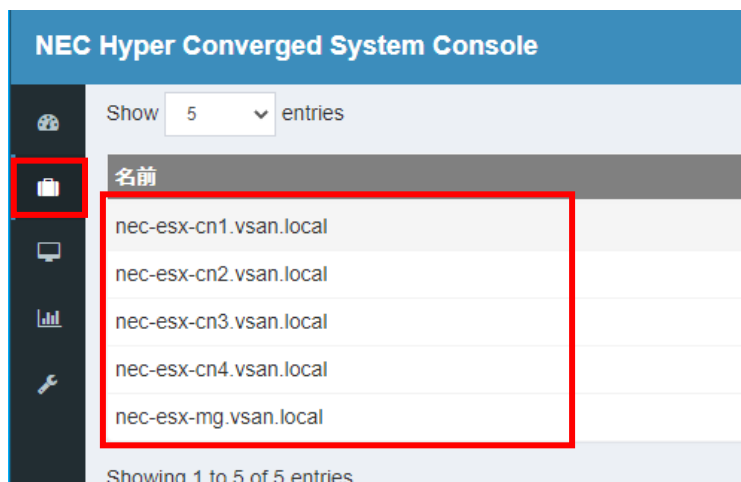 NEC Hyper Converged System Console
Show 5 entries
名前
nec-esx-cn1.vsan.local
nec-esx-cn2.vsan.local
nec-esx-cn3.vsan.local
nec-esx-cn4.vsan.local
nec-esx-mg.vsan.local
Showing 1 to 5 of 5 entries